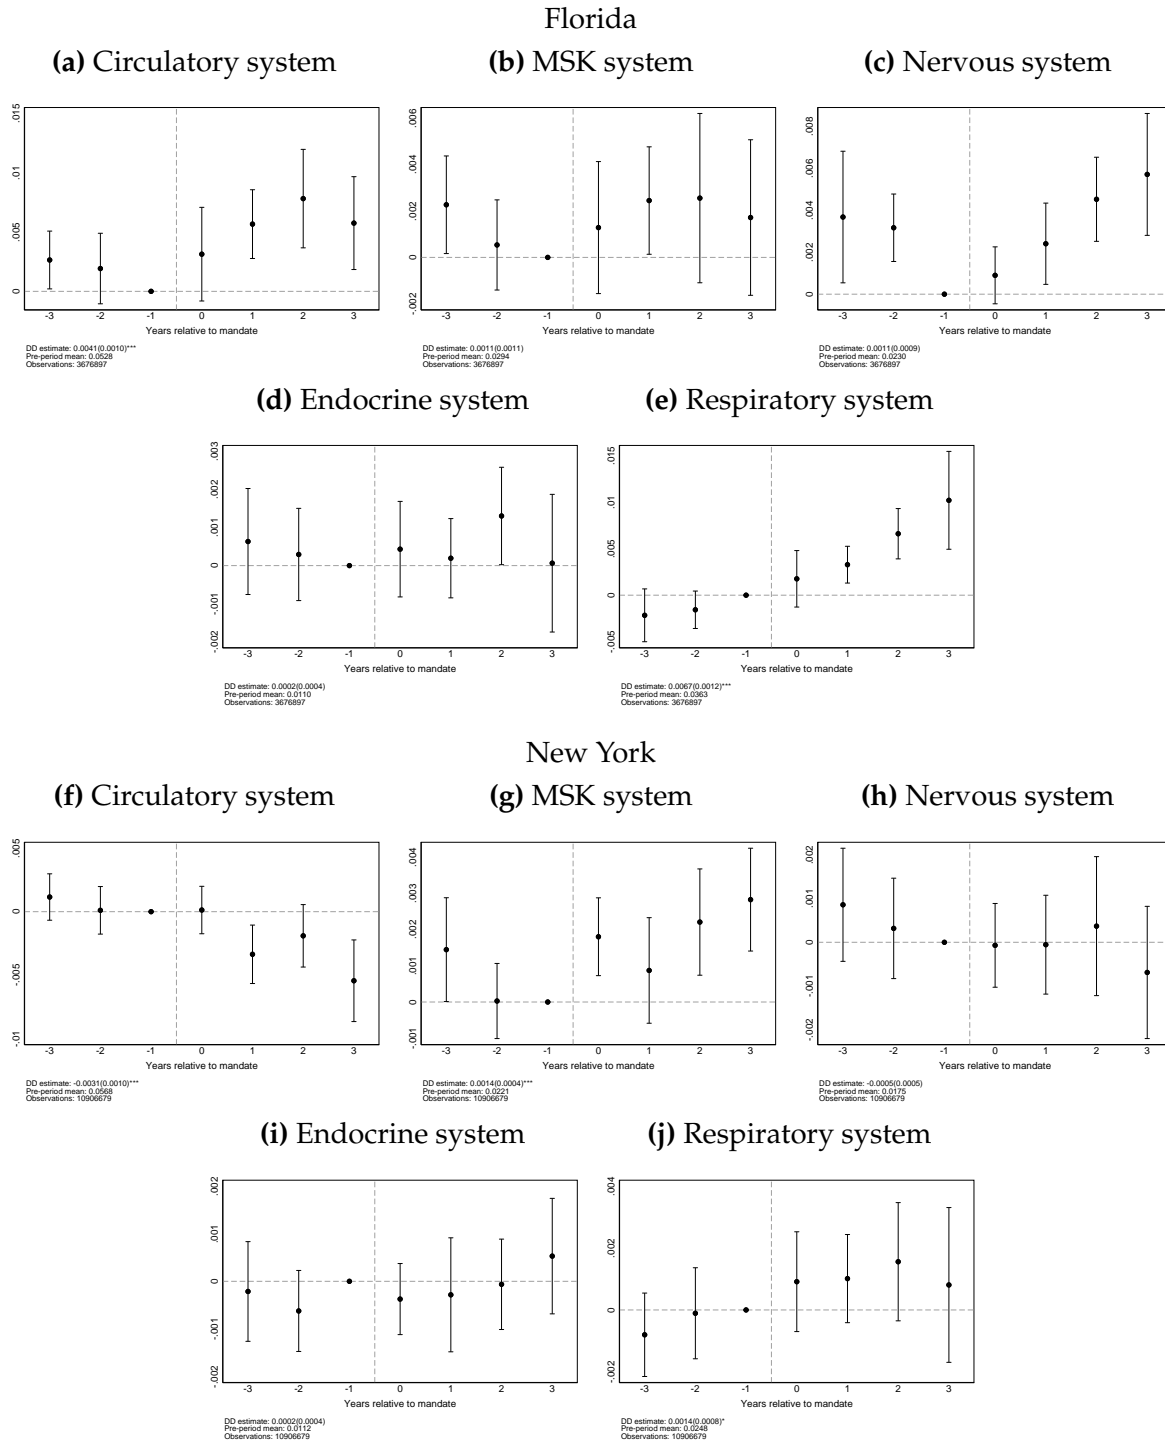 Florida
(a) Circulatory system
(b) MSK system
(c) Nervous system
.015
.01
.005
0
-3 -2 -1 0 1 2 3
Years relative to mandate
DD estimate: 0.0041(0.0010)***
Pre-period mean: 0.0528
Observations: 3676897
.006
.004
.002
0
-.002
-3 -2 -1 0 1 2 3
Years relative to mandate
DD estimate: 0.0011(0.0011)
Pre-period mean: 0.0294
Observations: 3676897
.008
.006
.004
.002
0
-3 -2 -1 0 1 2 3
Years relative to mandate
DD estimate: 0.0011(0.0009)
Pre-period mean: 0.0230
Observations: 3676897
(d) Endocrine system
(e) Respiratory system
.003
.002
.001
0
-.001
-.002
-3 -2 -1 0 1 2 3
Years relative to mandate
DD estimate: 0.0002(0.0004)
Pre-period mean: 0.0110
Observations: 3676897
.015
.01
.005
0
-.005
-3 -2 -1 0 1 2 3
Years relative to mandate
DD estimate: 0.0067(0.0012)***
Pre-period mean: 0.0363
Observations: 3676897
New York
(f) Circulatory system
(g) MSK system
(h) Nervous system
.005
0
-.005
-.01
-3 -2 -1 0 1 2 3
Years relative to mandate
DD estimate: -0.0031(0.0010)***
Pre-period mean: 0.0568
Observations: 10906679
.004
.003
.002
.001
0
-.001
-3 -2 -1 0 1 2 3
Years relative to mandate
DD estimate: 0.0014(0.0004)***
Pre-period mean: 0.0221
Observations: 10906679
.002
.001
0
-.001
-.002
-3 -2 -1 0 1 2 3
Years relative to mandate
DD estimate: -0.0005(0.0005)
Pre-period mean: 0.0175
Observations: 10906679
(i) Endocrine system
(j) Respiratory system
.002
.001
0
-.001
-.002
-3 -2 -1 0 1 2 3
Years relative to mandate
DD estimate: 0.0002(0.0004)
Pre-period mean: 0.0112
Observations: 10906679
.004
.002
0
-.002
-3 -2 -1 0 1 2 3
Years relative to mandate
DD estimate: 0.0014(0.0008)*
Pre-period mean: 0.0248
Observations: 10906679